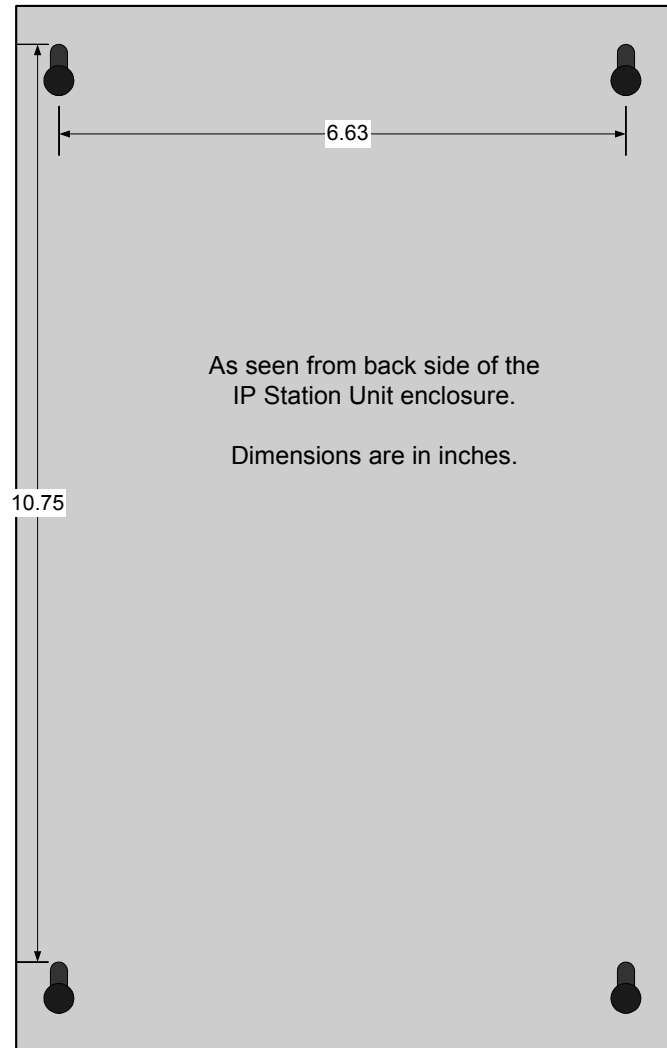 6.63
As seen from back side of the
IP Station Unit enclosure.
Dimensions are in inches.
10.75